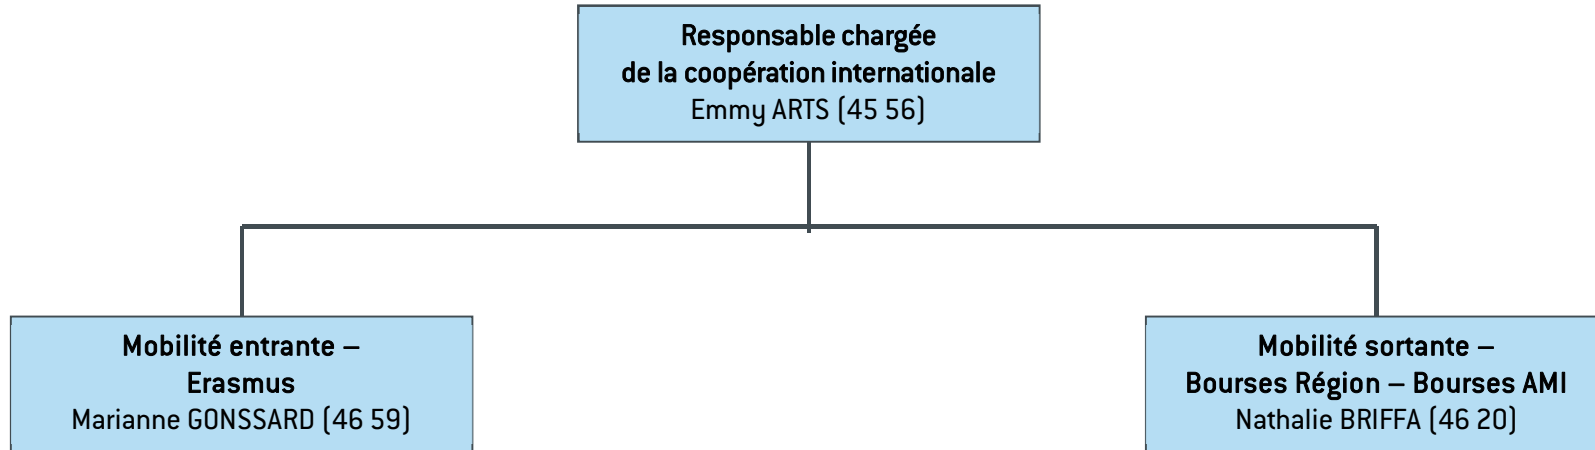 Responsable chargée
de la coopération internationale
Emmy ARTS (45 56)
Mobilité entrante –
Erasmus
Marianne GONSSARD (46 59)
Mobilité sortante –
Bourses Région – Bourses AMI
Nathalie BRIFFA (46 20)